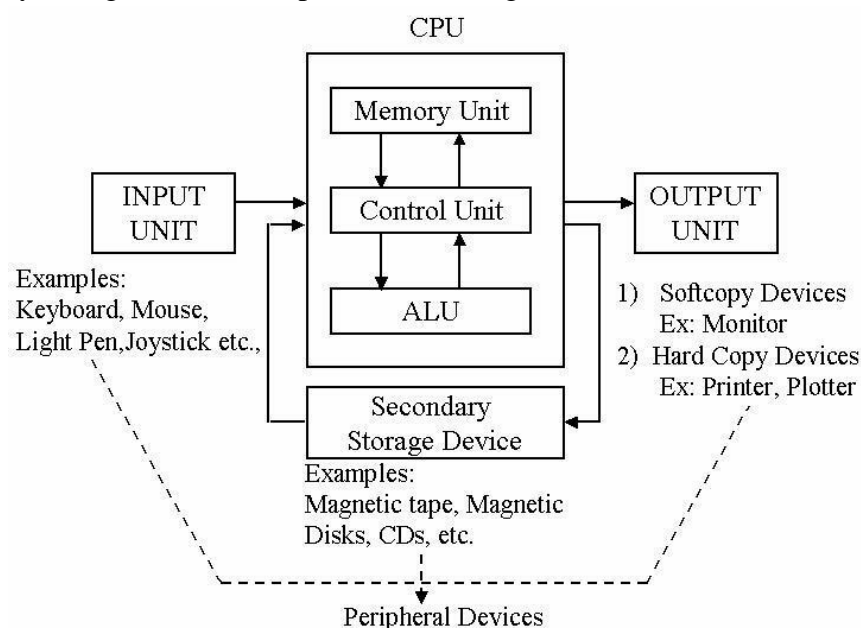 CPU
Memory Unit
Control Unit
ALU
INPUT
UNIT
Examples:
Keyboard, Mouse,
Light Pen,Joystick etc.,
OUTPUT
UNIT
1) Softcopy Devices
Ex: Monitor
2) Hard Copy Devices
Ex: Printer, Plotter
Secondary
Storage Device
Examples:
Magnetic tape, Magnetic
Disks, CDs, etc.
Peripheral Devices